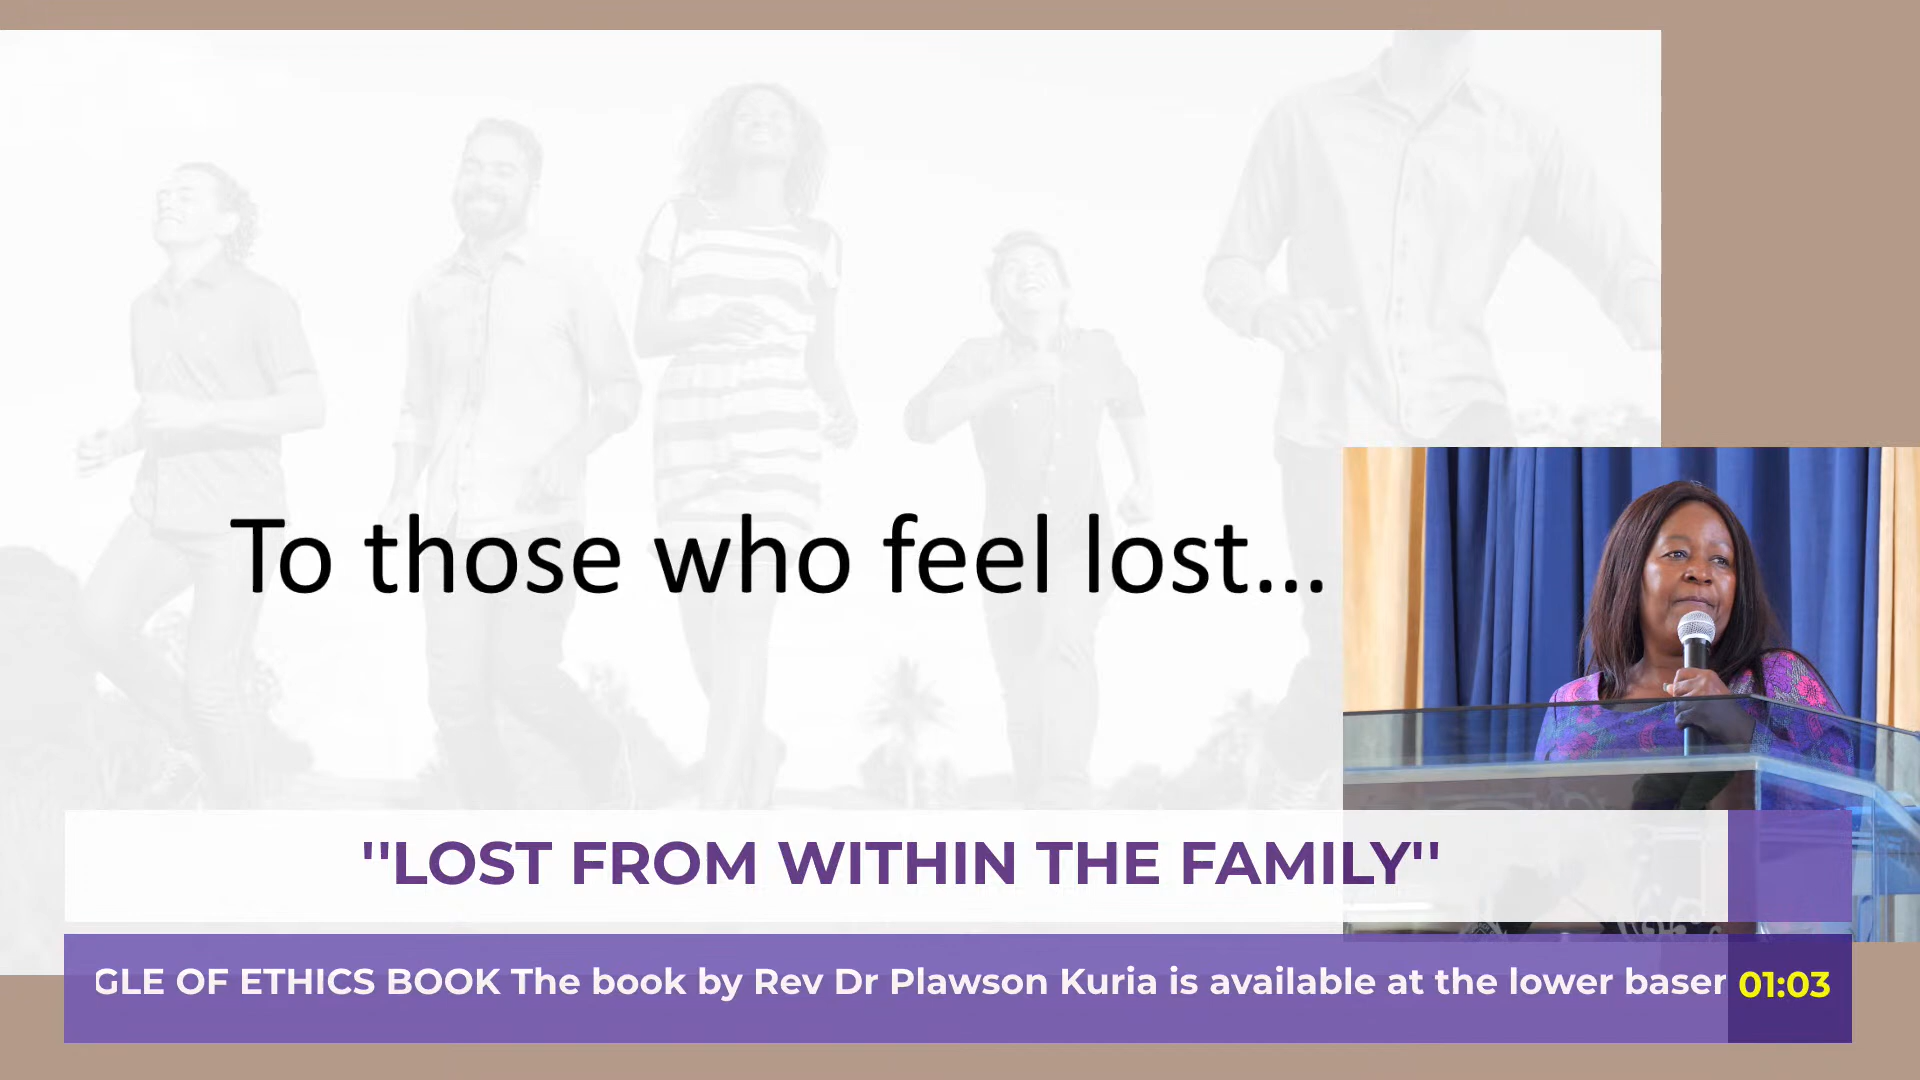 To those who feel lost...
''LOST FROM WITHIN THE FAMILY''
GLE OF ETHICS BOOK The book by Rev Dr Plawson Kuria is available at the lower baser
01:03